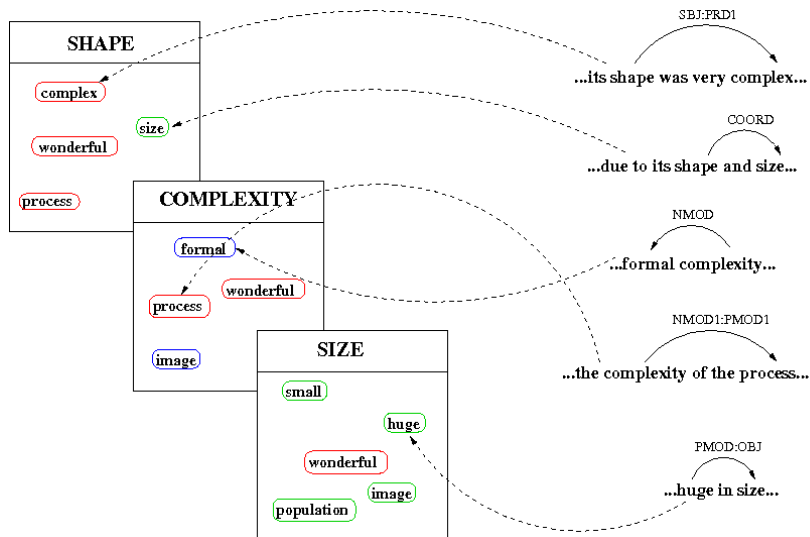 SHAPE
complex
size
wonderful
process
COMPLEXITY
formal
wonderful
process
image
SIZE
small
huge
wonderful
image
population
SBJ:PRD1
...its shape was very complex...
COORD
...due to its shape and size...
NMOD
...formal complexity...
NMOD1:PMOD1
...the complexity of the process...
PMOD:OBJ
...huge in size...